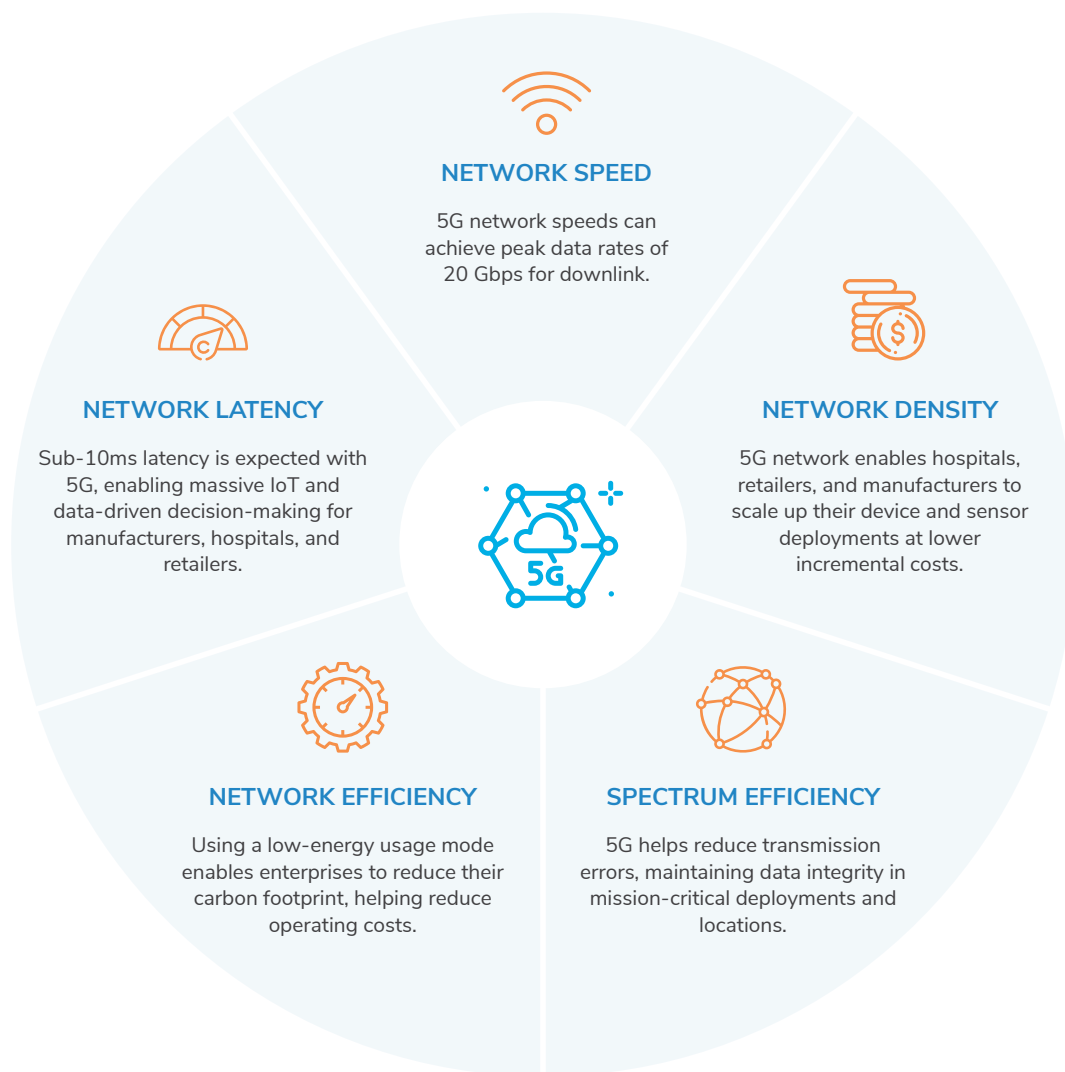 NETWORK SPEED
5G network speeds can
achieve peak data rates of
20 Gbps for downlink.
$
NETWORK DENSITY
5G network enables hospitals,
retailers, and manufacturers to
scale up their device and sensor
deployments at lower
incremental costs.
C
NETWORK LATENCY
Sub-10ms latency is expected with
5G, enabling massive IoT and
data-driven decision-making for
manufacturers, hospitals, and
retailers.
5G
NETWORK EFFICIENCY
Using a low-energy usage mode
enables enterprises to reduce their
carbon footprint, helping reduce
operating costs.
SPECTRUM EFFICIENCY
5G helps reduce transmission
errors, maintaining data integrity in
mission-critical deployments and
locations.